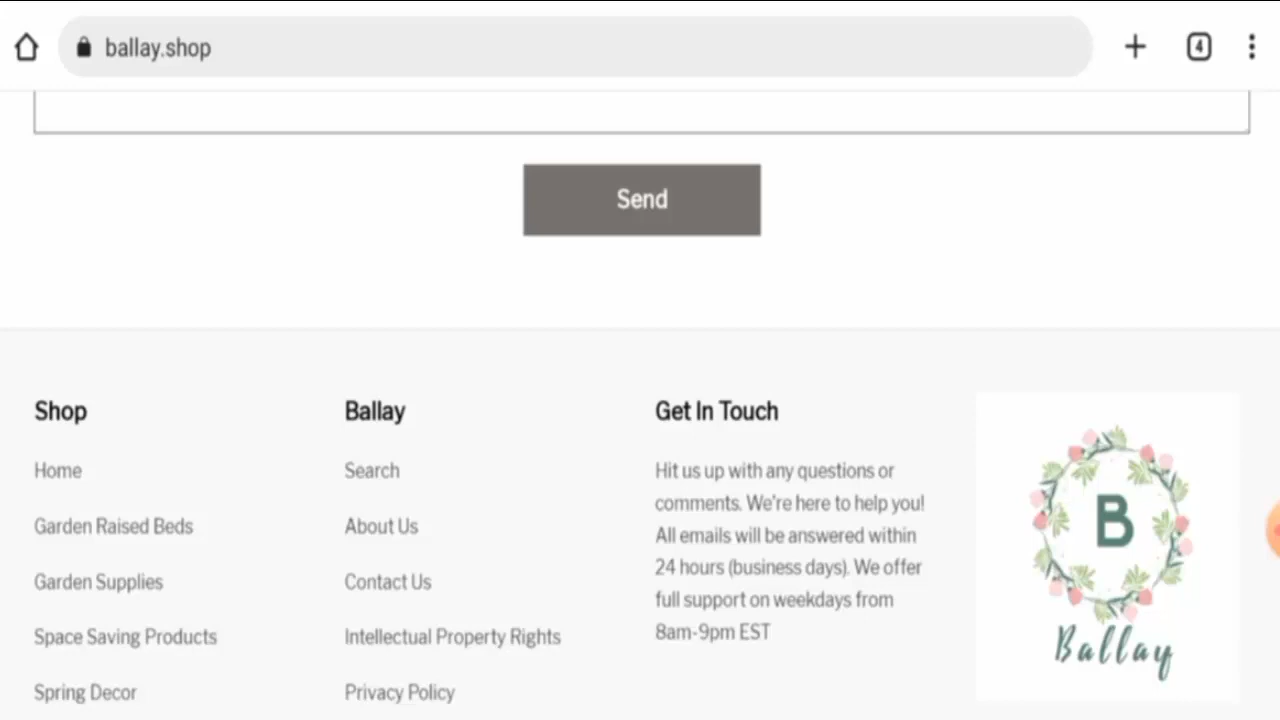 ballay.shop
4
Send
Shop
Home
Garden Raised Beds
Garden Supplies
Space Saving Products
Spring Decor
Ballay
Search
About Us
Contact Us
Intellectual Property Rights
Privacy Policy
Get In Touch
Hit us up with any questions or
comments. We're here to help you!
All emails will be answered within
24 hours (business days). We offer
full support on weekdays from
8am-9pm EST
B
Ballay